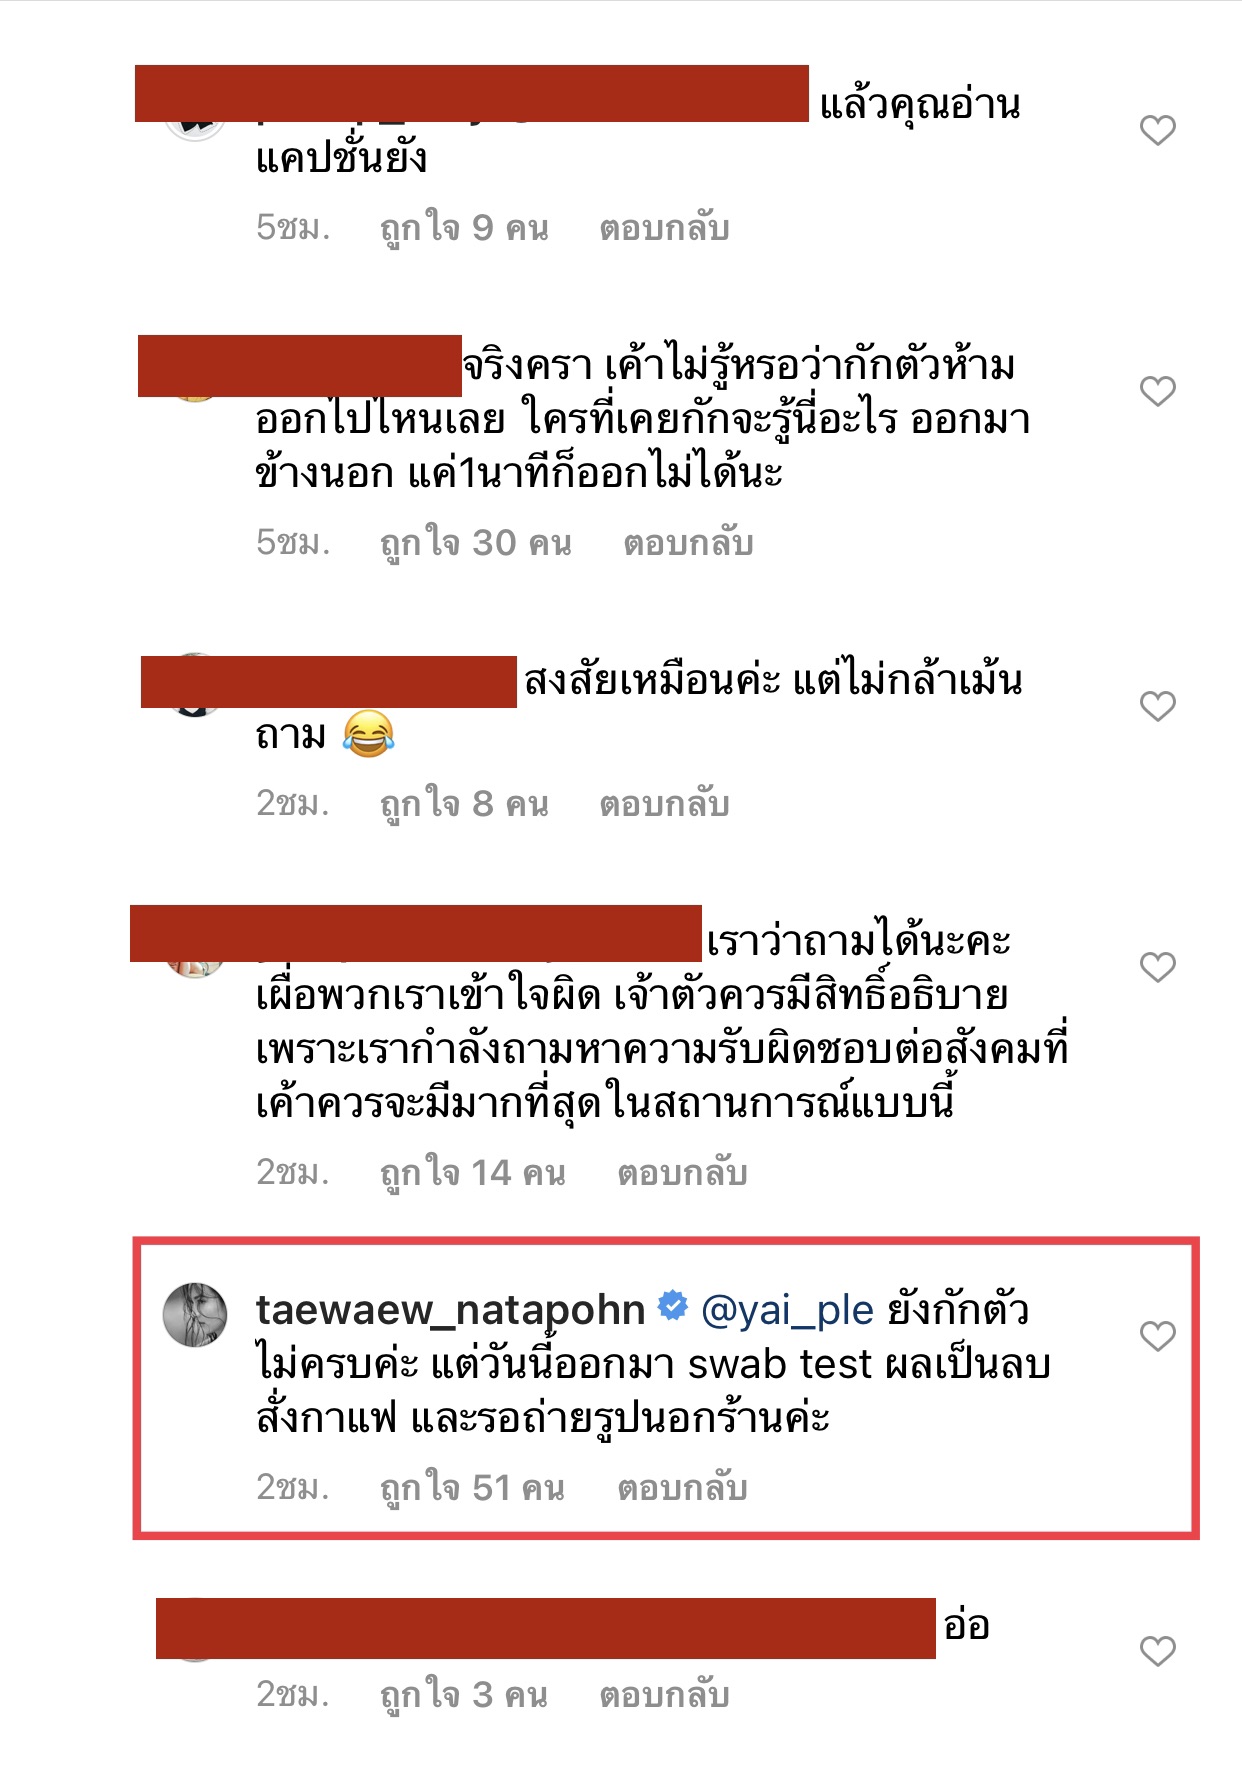 แล้วคุณอ่าน
แคปชั่นยัง
5ชม. ถูกใจ 9 คน ตอบกลับ
จริงครา เค้าไม่รู้หรอว่ากักตัวห้าม
ออกไปไหนเลย ใครที่เคยกักจะรู้นี่อะไร ออกมา
ข้างนอก แค่1นาทีก็ออกไม่ได้นะ
5ชม. ถูกใจ 30 คน ตอบกลับ
สงสัยเหมือนค่ะ แต่ไม่กล้าเม้น
ถาม 😂
2ชม. ถูกใจ 8 คน ตอบกลับ
เราว่าถามได้นะคะ
เผื่อพวกเราเข้าใจผิด เจ้าตัวควรมีสิทธิ์อธิบาย
เพราะเรากำลังถามหาความรับผิดชอบต่อสังคมที่
เค้าควรจะมีมากที่สุดในสถานการณ์แบบนี้
2ชม. ถูกใจ 14 คน ตอบกลับ
taewaew_natapohn @yai_ple ยังกักตัว
ไม่ครบค่ะ แต่วันนี้ออกมา swab test ผลเป็นลบ
สั่งกาแฟ และรอถ่ายรูปนอกร้านค่ะ
2ชม. ถูกใจ 51 คน ตอบกลับ
อ่อ
2ชม. ถูกใจ 3 คน ตอบกลับ